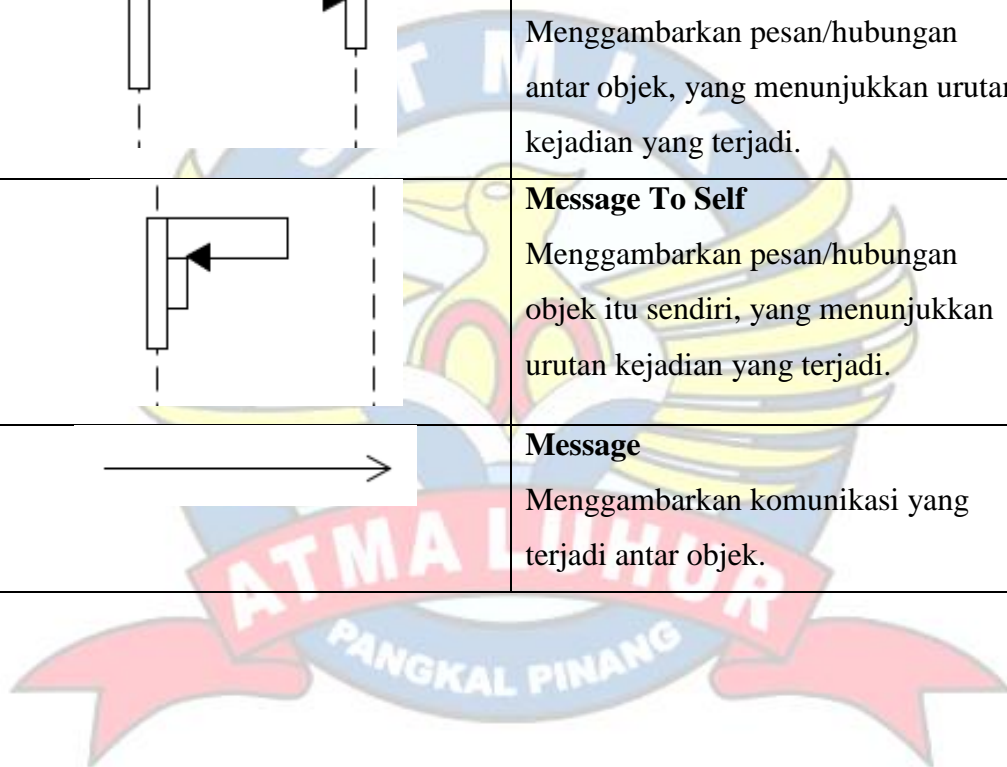 Menggambarkan pesan/hubungan
antar objek, yang menunjukkan urutan
kejadian yang terjadi.
Message To Self
Menggambarkan pesan/hubungan
objek itu sendiri, yang menunjukkan
urutan kejadian yang terjadi.
Message
Menggambarkan komunikasi yang
terjadi antar objek.
STMIK
ATMA LUHUR
PANGKAL PINANG